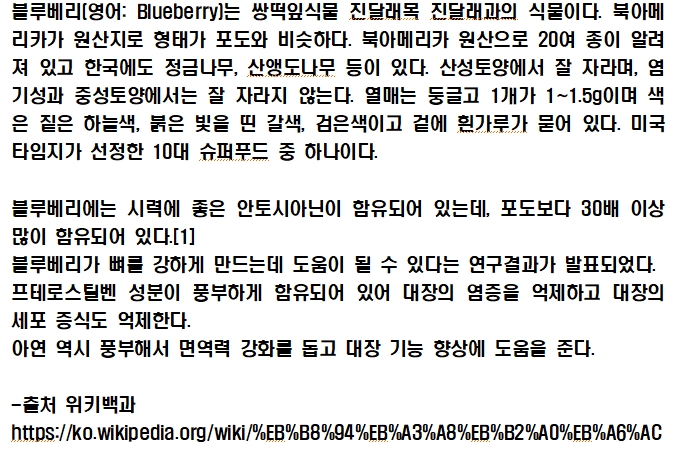 블루베리(영어: Blueberry)는 쌍떡잎식물 진달래목 진달래과의 식물이다. 북아메
리카가 원산지로 형태가 포도와 비슷하다. 북아메리카 원산으로 20여 종이 알려
져 있고 한국에도 정금나무, 산앵도나무 등이 있다. 산성토양에서 잘 자라며, 염
기성과 중성토양에서는 잘 자라지 않는다. 열매는 둥글고 1개가 1~1.5g이며 색
은 짙은 하늘색, 붉은 빛을 띤 갈색, 검은색이고 겉에 흰가루가 묻어 있다. 미국
타임지가 선정한 10대 슈퍼푸드 중 하나이다.
블루베리에는 시력에 좋은 안토시아닌이 함유되어 있는데, 포도보다 30배 이상
많이 함유되어 있다.[1]
블루베리가 뼈를 강하게 만드는데 도움이 될 수 있다는 연구결과가 발표되었다.
프테로스틸벤 성분이 풍부하게 함유되어 있어 대장의 염증을 억제하고 대장의
세포 증식도 억제한다.
아연 역시 풍부해서 면역력 강화를 돕고 대장 기능 향상에 도움을 준다.
-출처 위키백과
https://ko.wikipedia.org/wiki/%EB%B8%94%EB%A3%A8%EB%B2%A0%EB%A6%AC